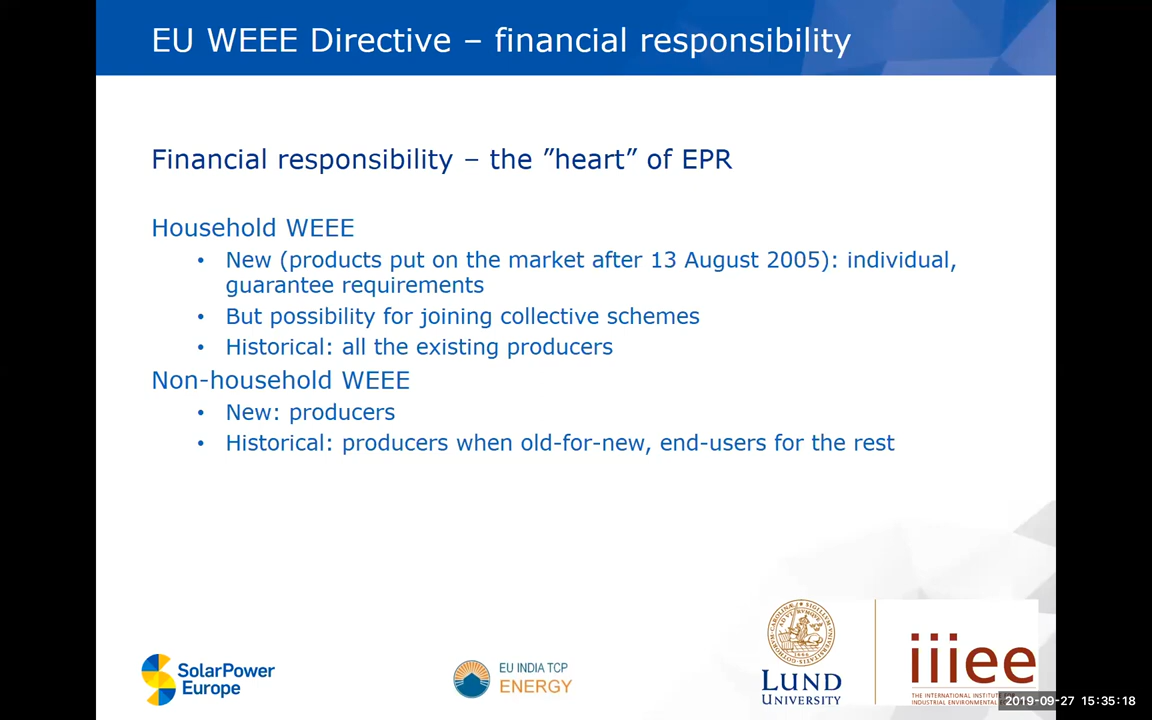 EU WEEE Directive – financial responsibility
Financial responsibility – the ”heart” of EPR
Household WEEE
• New (products put on the market after 13 August 2005): individual,
guarantee requirements
• But possibility for joining collective schemes
• Historical: all the existing producers
Non-household WEEE
• New: producers
• Historical: producers when old-for-new, end-users for the rest
SolarPower
Europe
EU INDIA TCP
ENERGY
LUND
UNIVERSITY
iiiee
THE INTERNATIONAL
INDUSTRIAL
2019-09-27 15:35:18